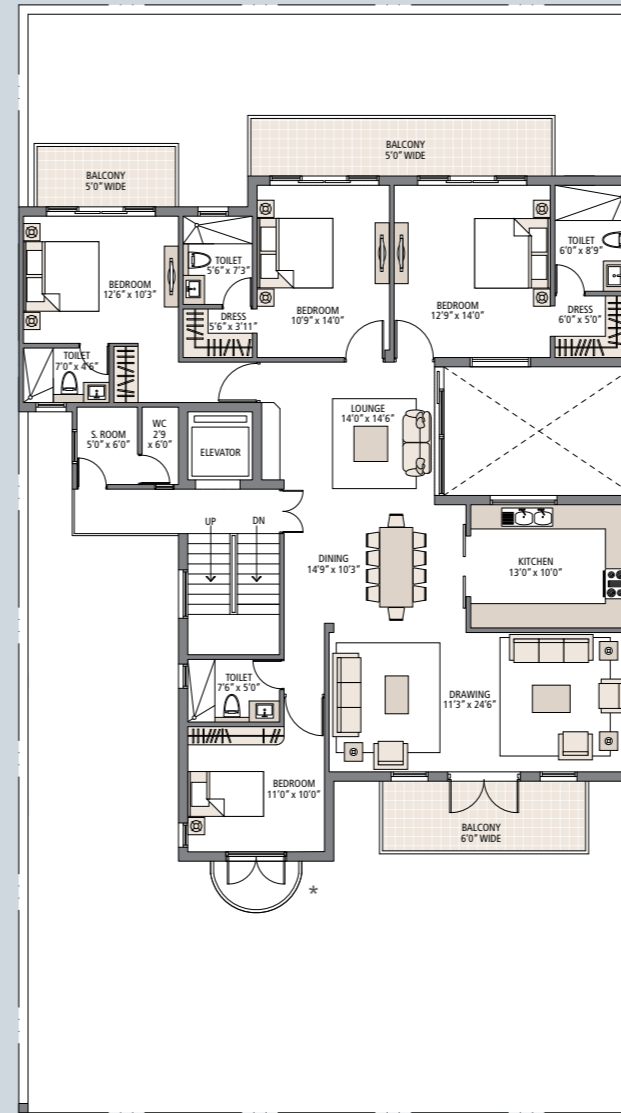 BALCONY
5'0" WIDE
BALCONY
5'0" WIDE
BEDROOM
12'6" x 10'3"
TOILET
5'6" x 7'3"
DRESS
5'6" x 3'11"
BEDROOM
10'9" x 14'0"
BEDROOM
12'9" x 14'0"
TOILET
6'0" x 8'9"
DRESS
6'0" x 5'0"
TOILET
7'0" x 4'6"
S. ROOM
5'0" x 6'0"
WC
2'9
x 6'0"
ELEVATOR
LOUNGE
14'0" x 14'6"
UP
DN
DINING
14'9" x 10'3"
KITCHEN
13'0" x 10'0"
TOILET
7'6" x 5'0"
DRAWING
11'3" x 24'6"
BEDROOM
11'0" x 10'0"
BALCONY
6'0" WIDE
*